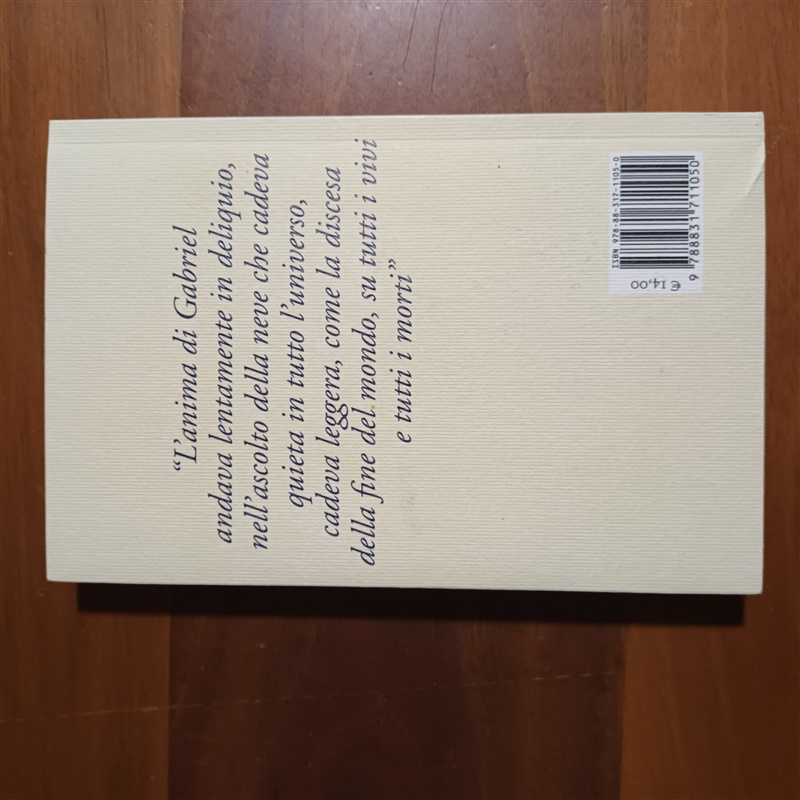 “L'anima di Gabriel
andava lentamente in deliquio,
nell'ascolto della neve che cadeva
quieta in tutto l'universo,
cadeva leggera, come la discesa
della fine del mondo, su tutti i vivi
e tutti i morti”
ISBN 978-88-317-1105-0
9 788831 711050
€ 14,00